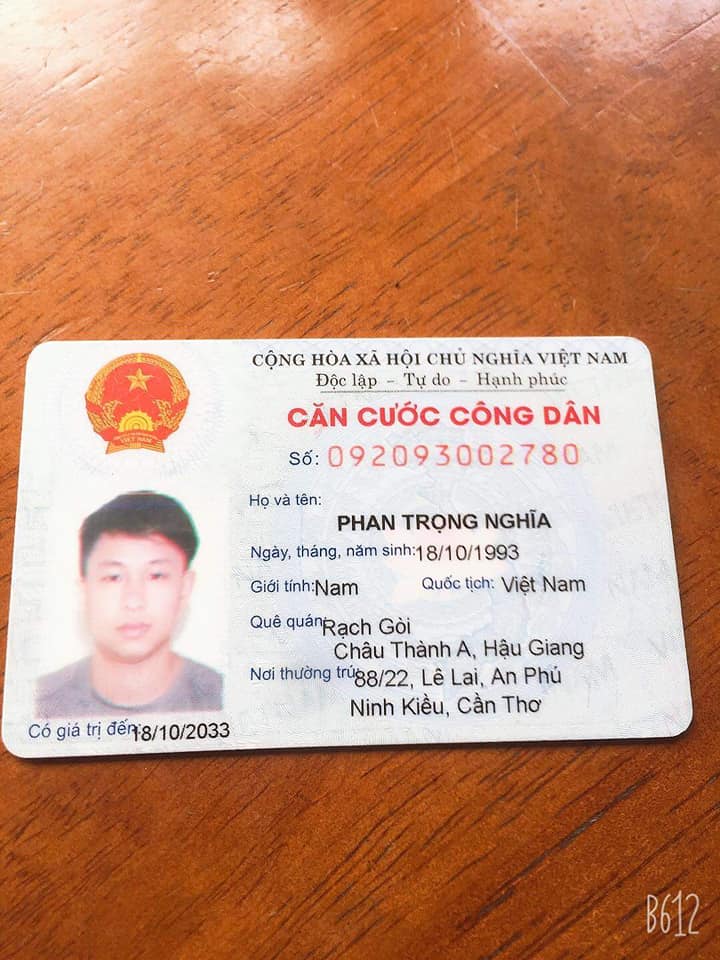 CỘNG HÒA XÃ HỘI CHỦ NGHĨA VIỆT NAM
Độc lập - Tự do - Hạnh phúc
CĂN CƯỚC CÔNG DÂN
Số: 092093002780
Họ và tên:
PHAN TRỌNG NGHĨA
Ngày, tháng, năm sinh: 18/10/1993
Giới tính: Nam Quốc tịch: Việt Nam
Quê quán: Rạch Gòi
Châu Thành A, Hậu Giang
Nơi thường trú: 88/22, Lê Lai, An Phú
Ninh Kiều, Cần Thơ
Có giá trị đến: 18/10/2033
VIỆT NAM
B612